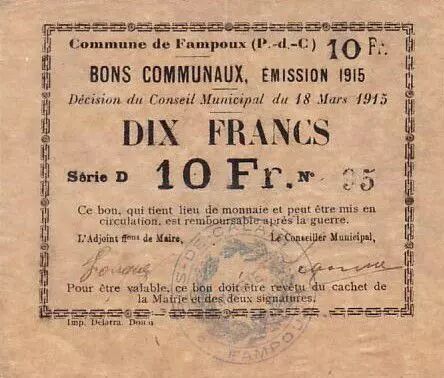 Commune de Fampoux (P.-d.-C) 10 Fr.
BONS COMMUNAUX, ÉMISSION 1915
Décision du Conseil Municipal du 18 Mars 1915
DIX FRANCS
Série D 10 Fr. No 95
Ce bon, qui tient lieu de monnaie et peut être mis en
circulation, est remboursable après la guerre.
L'Adjoint ffons de Maire, Le Conseiller Municipal,
Pour être valable, ce bon doit être revêtu du cachet de
la Mairie et des deux signatures.
Imp. Delatra. Douai
FAMPOUX